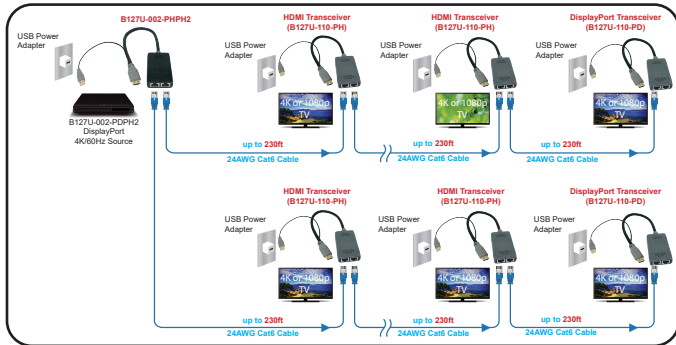 B127U-002-PHPH2
USB Power
Adapter
B127U-002-PDPH2
DisplayPort
4K/60Hz Source
HDMI Transceiver
(B127U-110-PH)
USB Power
Adapter
4K or 1080p
TV
up to 230ft
24AWG Cat6 Cable
HDMI Transceiver
(B127U-110-PH)
USB Power
Adapter
4K or 1080p
TV
up to 230ft
24AWG Cat6 Cable
DisplayPort Transceiver
(B127U-110-PD)
USB Power
Adapter
4K or 1080p
TV
up to 230ft
24AWG Cat6 Cable
HDMI Transceiver
(B127U-110-PH)
USB Power
Adapter
4K or 1080p
TV
up to 230ft
24AWG Cat6 Cable
HDMI Transceiver
(B127U-110-PH)
USB Power
Adapter
4K or 1080p
TV
up to 230ft
24AWG Cat6 Cable
DisplayPort Transceiver
(B127U-110-PD)
USB Power
Adapter
4K or 1080p
TV
up to 230ft
24AWG Cat6 Cable